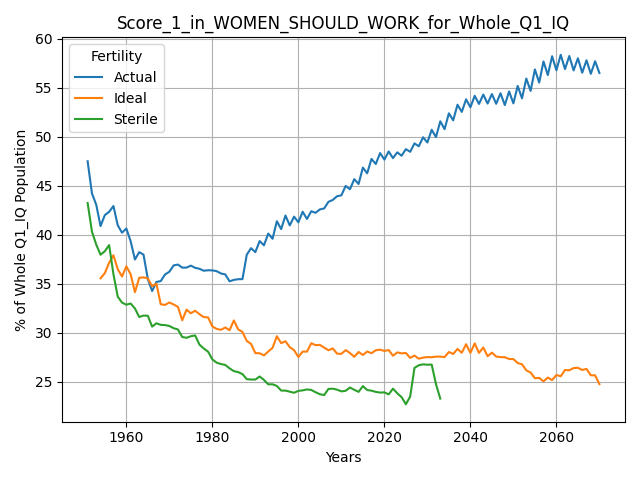 Score_1_in_WOMEN_SHOULD_WORK_for_Whole_Q1_IQ
Fertility
Actual
Ideal
Sterile
% of Whole Q1_IQ Population
60
55
50
45
40
35
30
25
1960
1980
2000
2020
2040
2060
Years